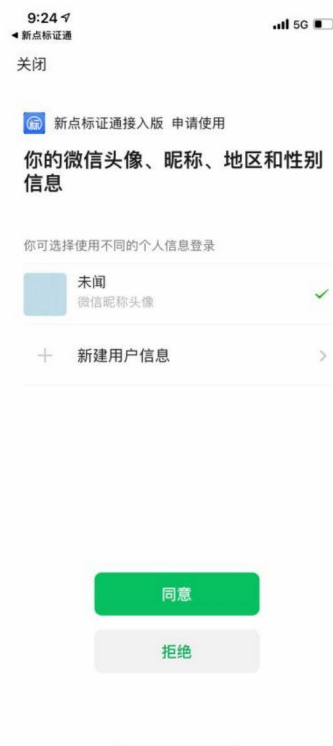 9:24
5G
◀ 新点标证通
关闭
标 新点标证通接入版 申请使用
你的微信头像、昵称、地区和性别
信息
你可选择使用不同的个人信息登录
未闻
微信昵称头像
新建用户信息
同意
拒绝